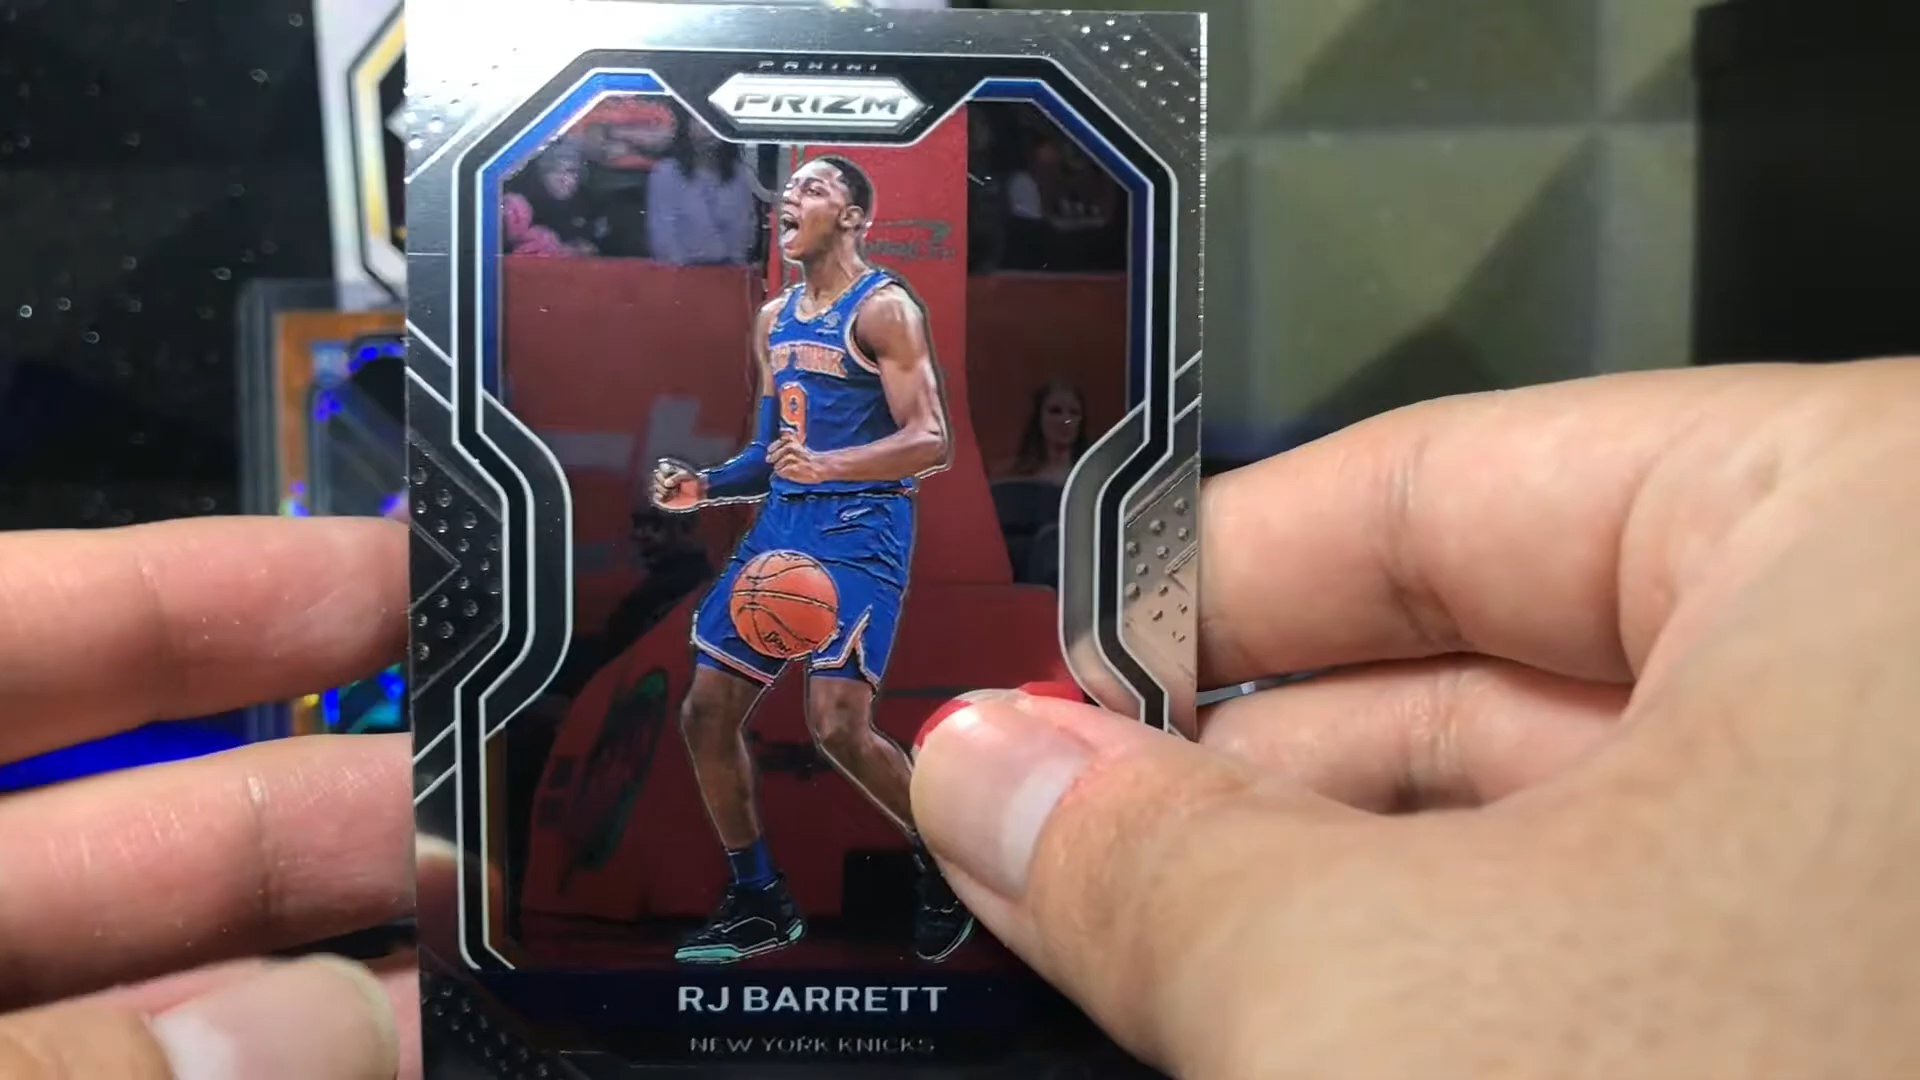 PANINI
PRIZM
NEW YORK
9
RJ BARRETT
NEW YORK KNICKS